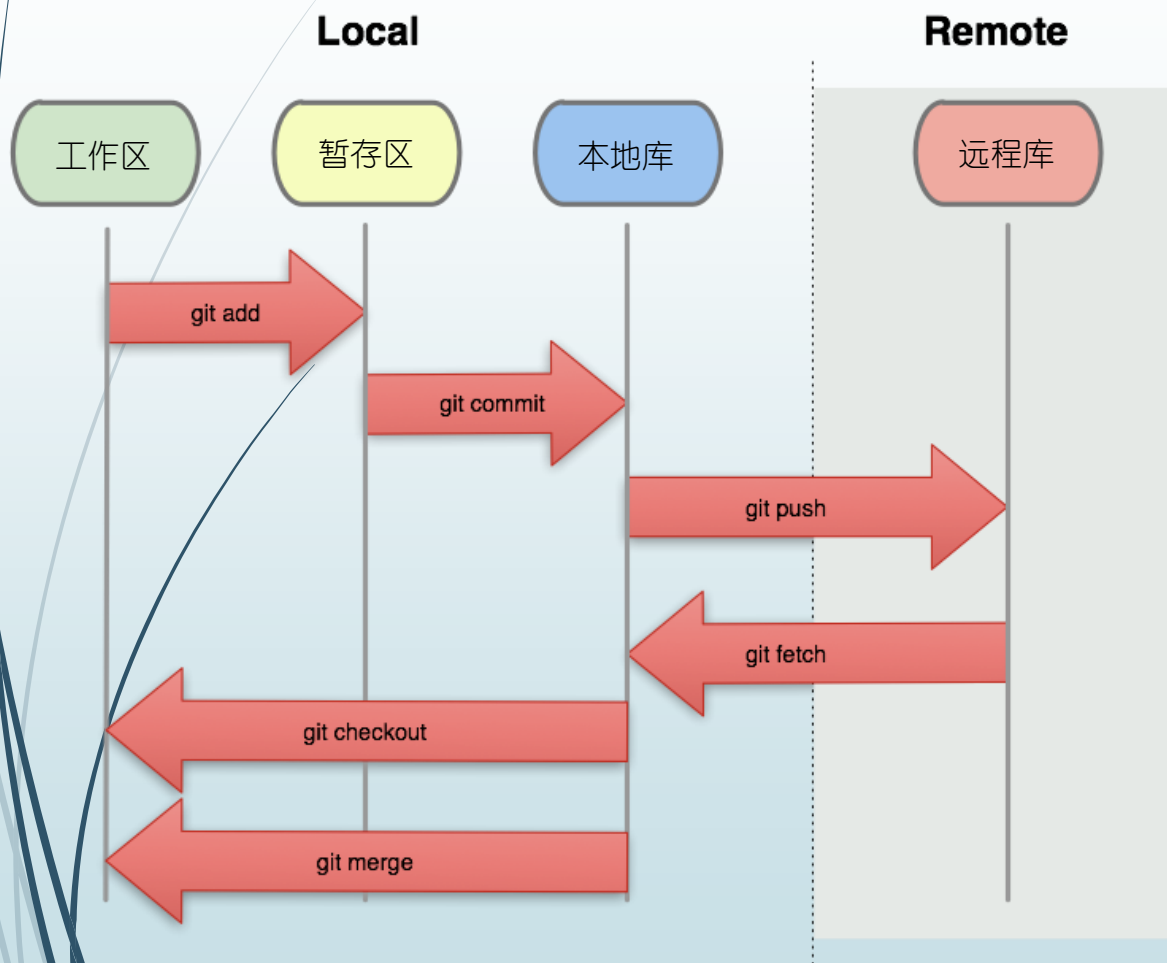 Local
Remote
工作区
暂存区
本地库
远程库
git add
git commit
git push
git fetch
git checkout
git merge